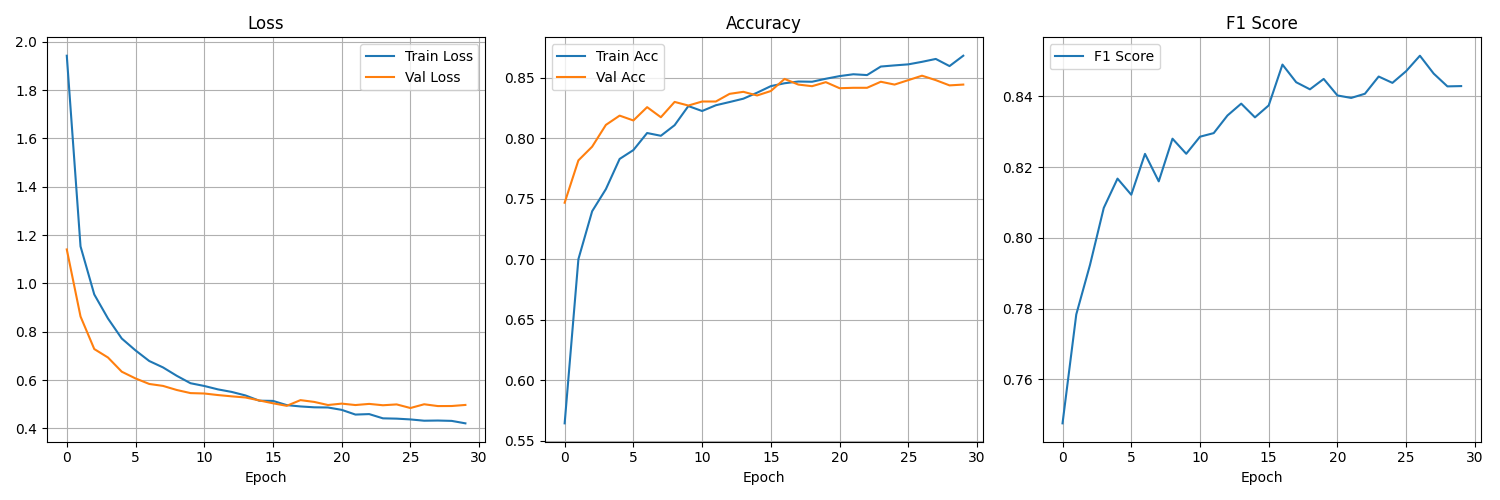 Loss
2.0
1.8
1.6
1.4
1.2
1.0
0.8
0.6
0.4
0 5 10 15 20 25 30
Epoch
Train Loss
Val Loss
Accuracy
0.85
0.80
0.75
0.70
0.65
0.60
0.55
0 5 10 15 20 25 30
Epoch
Train Acc
Val Acc
F1 Score
0.84
0.82
0.80
0.78
0.76
0 5 10 15 20 25 30
Epoch
F1 Score